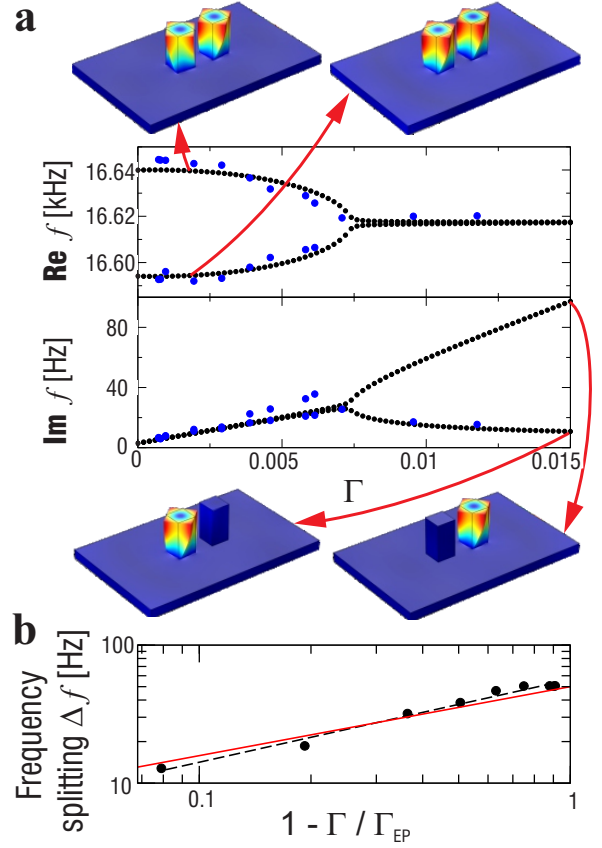 a
16.64
16.62
16.60
Re f [kHz]
80
40
0
Im f [Hz]
0 0.005 0.01 0.015
Γ
b
100
10
Frequency
splitting Δf [Hz]
0.1 1
1 - Γ / Γ_EP